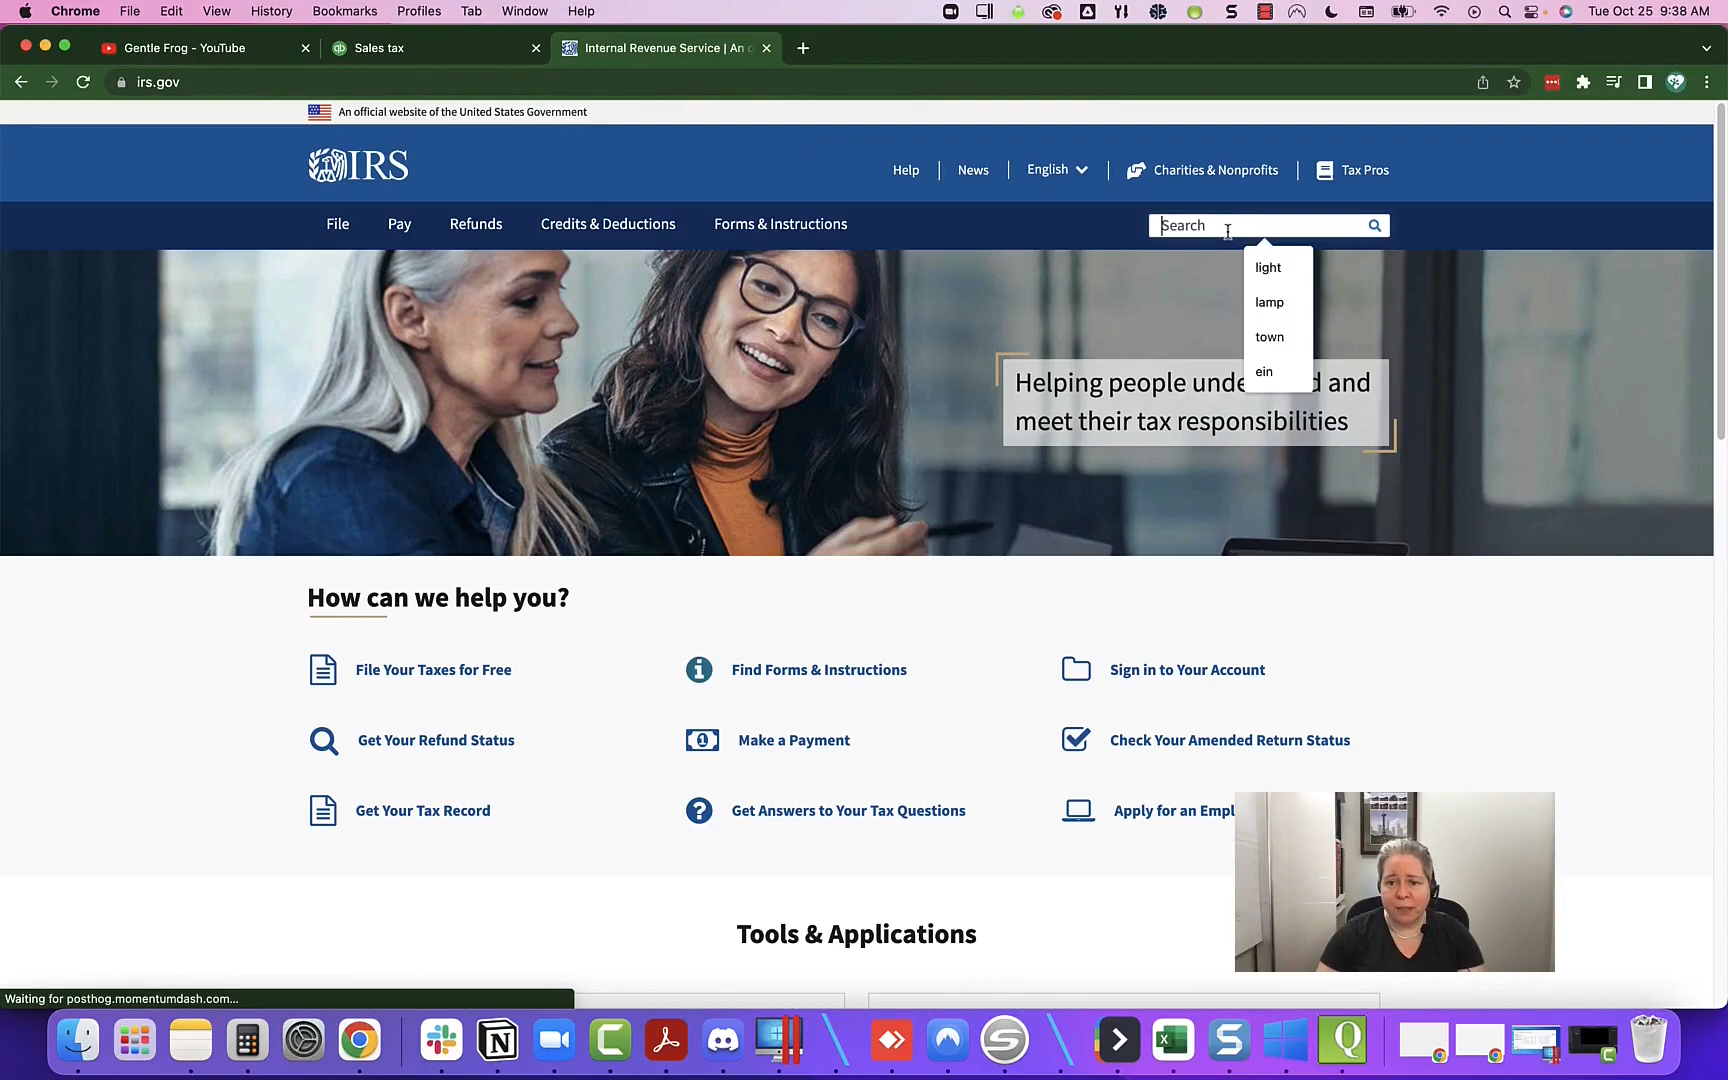 Chrome File Edit View History Bookmarks Profiles Tab Window Help Tue Oct 25 9:38 AM
Gentle Frog - YouTube Sales tax Internal Revenue Service | An o
irs.gov
An official website of the United States Government
IRS
Help News English Charities & Nonprofits Tax Pros
File Pay Refunds Credits & Deductions Forms & Instructions Search
light
lamp
town
ein
Helping people unde d and
meet their tax responsibilities
How can we help you?
File Your Taxes for Free Find Forms & Instructions Sign in to Your Account
Get Your Refund Status Make a Payment Check Your Amended Return Status
Get Your Tax Record Get Answers to Your Tax Questions Apply for an Empl
Tools & Applications
Waiting for posthog.momentumdash.com...